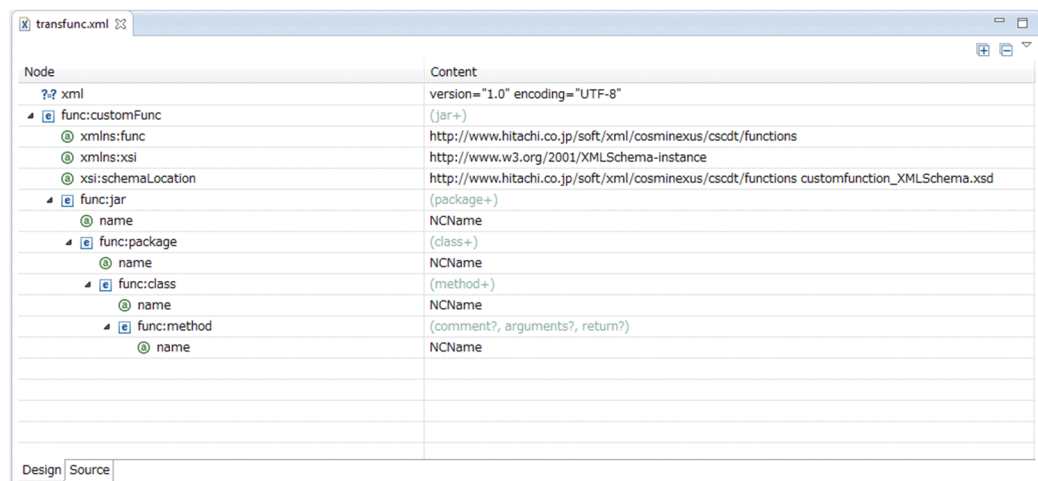 transfunc.xml
Node Content
?=? xml version="1.0" encoding="UTF-8"
e func:customFunc (jar+)
a xmlns:func http://www.hitachi.co.jp/soft/xml/cosminexus/cscdt/functions
a xmlns:xsi http://www.w3.org/2001/XMLSchema-instance
a xsi:schemaLocation http://www.hitachi.co.jp/soft/xml/cosminexus/cscdt/functions customfunction_XMLSchema.xsd
e func:jar (package+)
a name NCName
e func:package (class+)
a name NCName
e func:class (method+)
a name NCName
e func:method (comment?, arguments?, return?)
a name NCName
Design Source